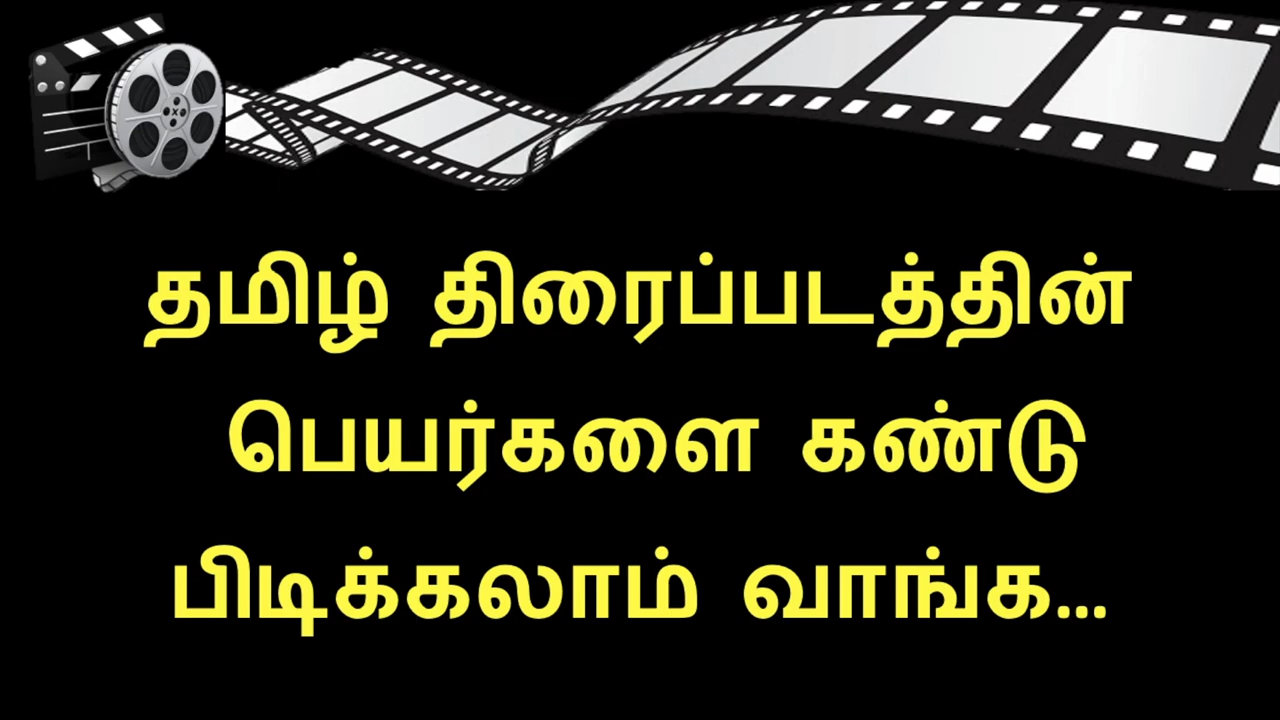 தமிழ் திரைப்படத்தின்
பெயர்களை கண்டு
பிடிக்கலாம் வாங்க...